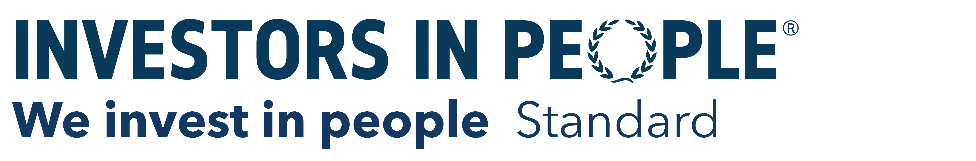 INVESTORS IN PEOPLE®
We invest in people Standard